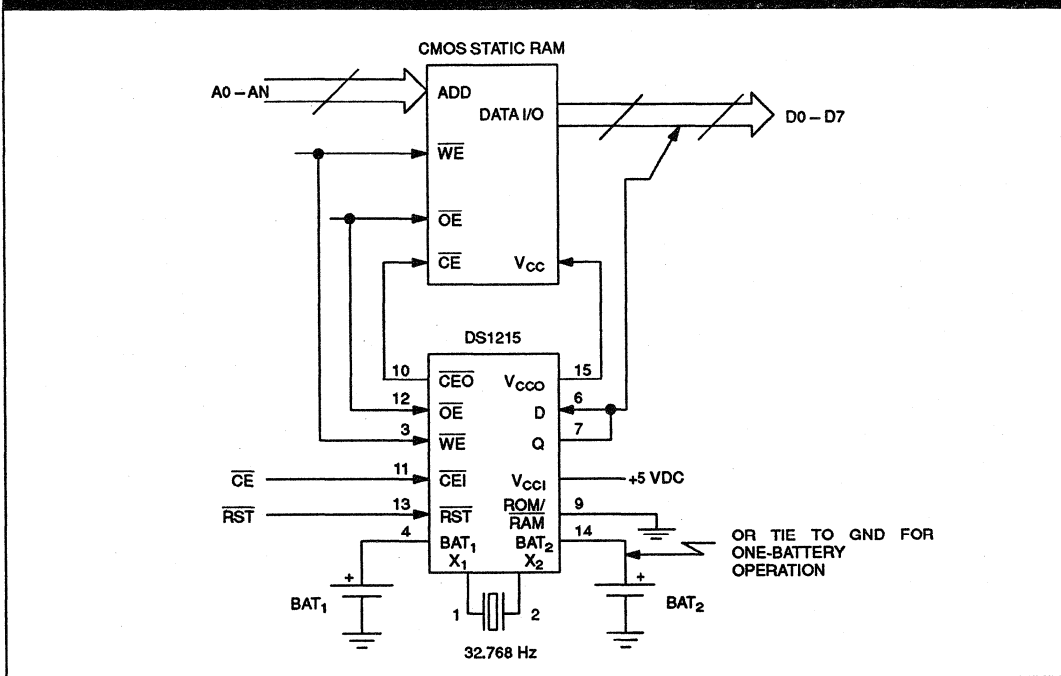 CMOS STATIC RAM
A0 – AN
ADD
DATA I/O
D0 – D7
WE
OE
CE
VCC
DS1215
10
CEO
VCCO
15
12
OE
D
6
3
WE
Q
7
CE
11
CEI
VCCI
+5 VDC
RST
13
RST
ROM/
RAM
9
4
BAT1
BAT2
14
X1
X2
OR TIE TO GND FOR
ONE-BATTERY
OPERATION
+
BAT1
1
2
+
BAT2
32.768 Hz